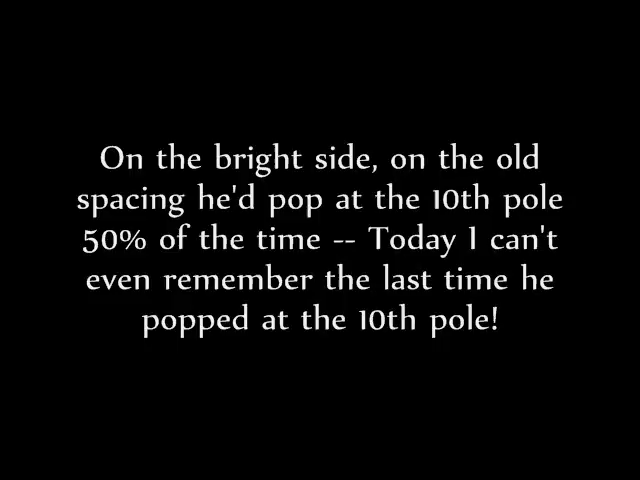 On the bright side, on the old
spacing he'd pop at the 10th pole
50% of the time -- Today I can't
even remember the last time he
popped at the 10th pole!